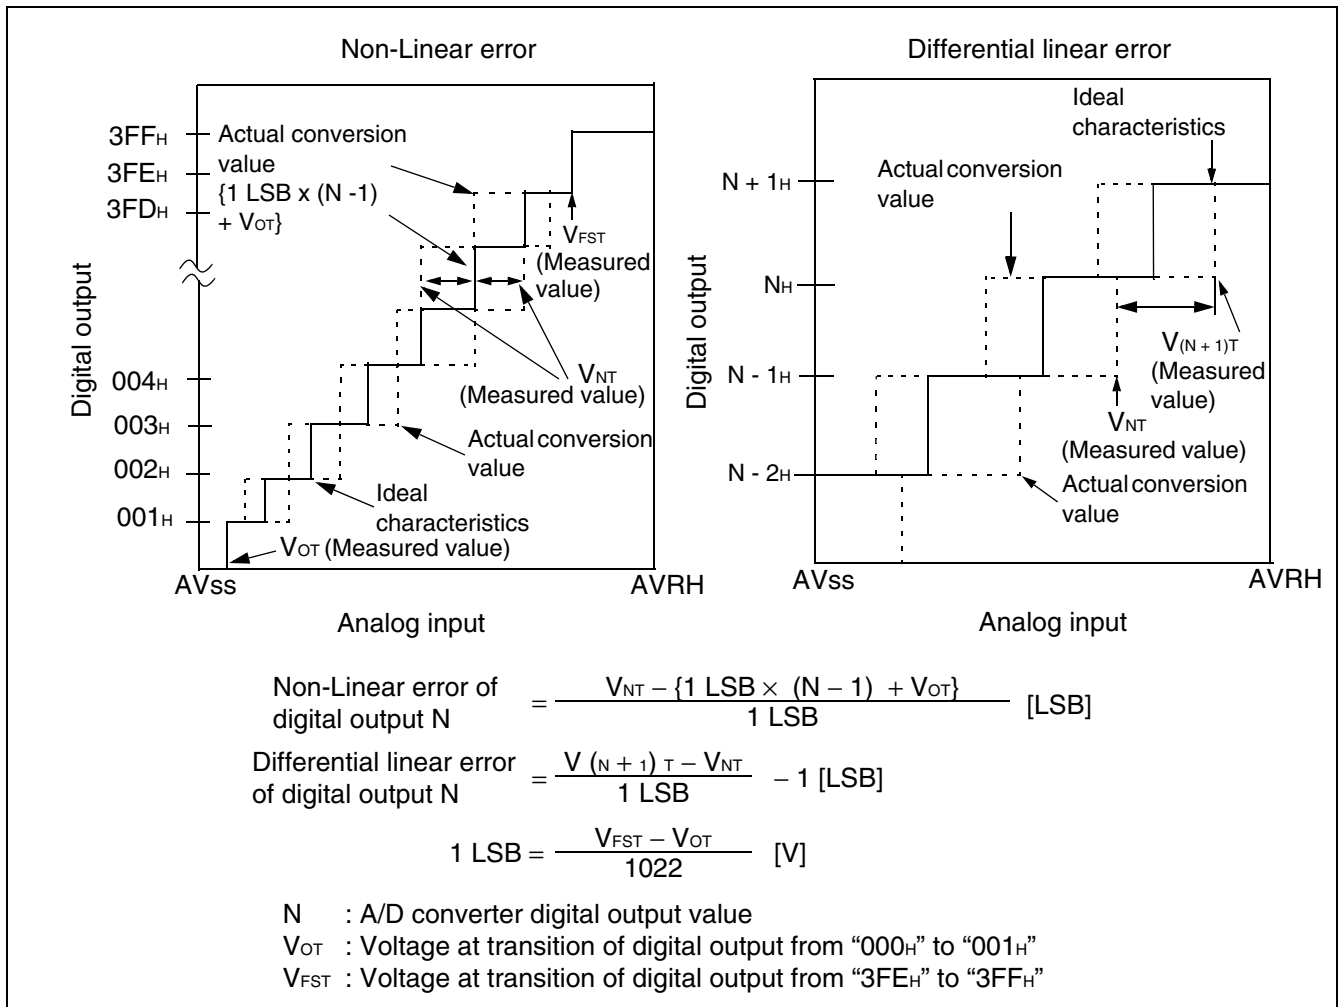 Non-Linear error
3FFH
3FEH
3FDH
004H
003H
002H
001H
Digital output
Actual conversion
value
{1 LSB x (N -1)
+ VOT}
VFST
(Measured
value)
VNT
(Measured value)
Actual conversion
value
Ideal
characteristics
VOT (Measured value)
AVss
AVRH
Analog input
Differential linear error
N + 1H
NH
N - 1H
N - 2H
Digital output
Ideal
characteristics
Actual conversion
value
V(N + 1)T
(Measured
value)
VNT
(Measured value)
Actual conversion
value
AVss
AVRH
Analog input
Non-Linear error of
digital output N
= VNT – {1 LSB × (N – 1) + VOT}
1 LSB
[LSB]
Differential linear error
of digital output N
= V (N + 1) T – VNT
1 LSB
– 1 [LSB]
1 LSB = VFST – VOT
1022
[V]
N : A/D converter digital output value
VOT : Voltage at transition of digital output from “000H” to “001H”
VFST : Voltage at transition of digital output from “3FEH” to “3FFH”